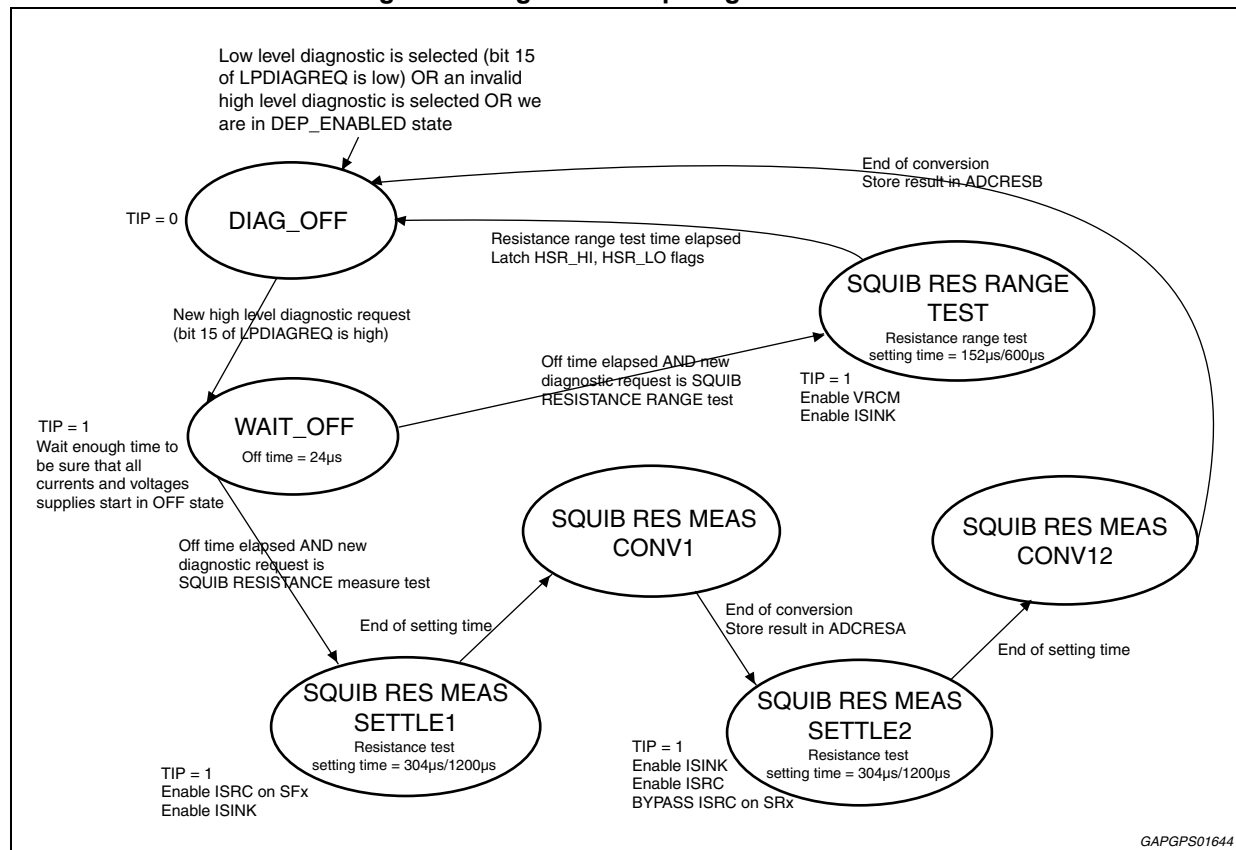 Low level diagnostic is selected (bit 15
of LPDIAGREQ is low) OR an invalid
high level diagnostic is selected OR we
are in DEP_ENABLED state
End of conversion
Store result in ADCRESB
TIP = 0
DIAG_OFF
Resistance range test time elapsed
Latch HSR_HI, HSR_LO flags
SQUIB RES RANGE
TEST
Resistance range test
setting time = 152µs/600µs
New high level diagnostic request
(bit 15 of LPDIAGREQ is high)
Off time elapsed AND new
diagnostic request is SQUIB
RESISTANCE RANGE test
TIP = 1
Enable VRCM
Enable ISINK
TIP = 1
Wait enough time to
be sure that all
currents and voltages
supplies start in OFF state
WAIT_OFF
Off time = 24µs
SQUIB RES MEAS
CONV1
SQUIB RES MEAS
CONV12
Off time elapsed AND new
diagnostic request is
SQUIB RESISTANCE measure test
End of setting time
End of conversion
Store result in ADCRESA
End of setting time
SQUIB RES MEAS
SETTLE1
Resistance test
setting time = 304µs/1200µs
TIP = 1
Enable ISRC on SFx
Enable ISINK
SQUIB RES MEAS
SETTLE2
Resistance test
setting time = 304µs/1200µs
TIP = 1
Enable ISINK
Enable ISRC
BYPASS ISRC on SRx
GAPGPS01644